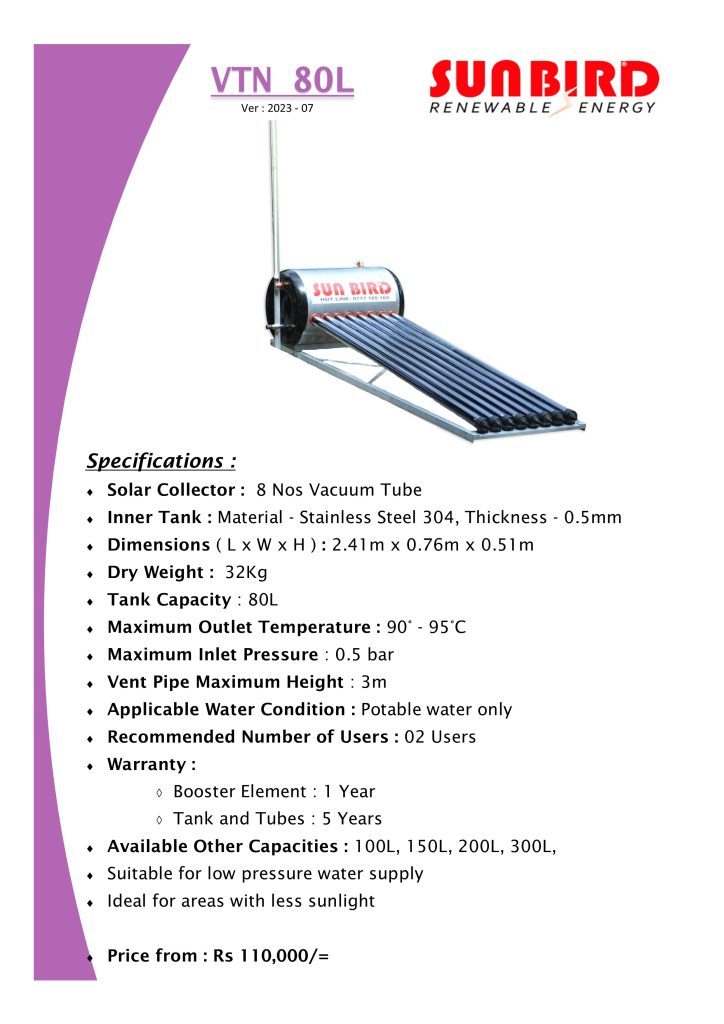 VTN 80L
Ver : 2023 - 07
SUN BIRD®
RENEWABLE ENERGY
SUN BIRD
HOT LINE: 0777 165 165
Specifications :
⬧ Solar Collector : 8 Nos Vacuum Tube
⬧ Inner Tank : Material - Stainless Steel 304, Thickness - 0.5mm
⬧ Dimensions ( L x W x H ) : 2.41m x 0.76m x 0.51m
⬧ Dry Weight : 32Kg
⬧ Tank Capacity : 80L
⬧ Maximum Outlet Temperature : 90° - 95°C
⬧ Maximum Inlet Pressure : 0.5 bar
⬧ Vent Pipe Maximum Height : 3m
⬧ Applicable Water Condition : Potable water only
⬧ Recommended Number of Users : 02 Users
⬧ Warranty :
◊ Booster Element : 1 Year
◊ Tank and Tubes : 5 Years
⬧ Available Other Capacities : 100L, 150L, 200L, 300L,
⬧ Suitable for low pressure water supply
⬧ Ideal for areas with less sunlight
⬧ Price from : Rs 110,000/=